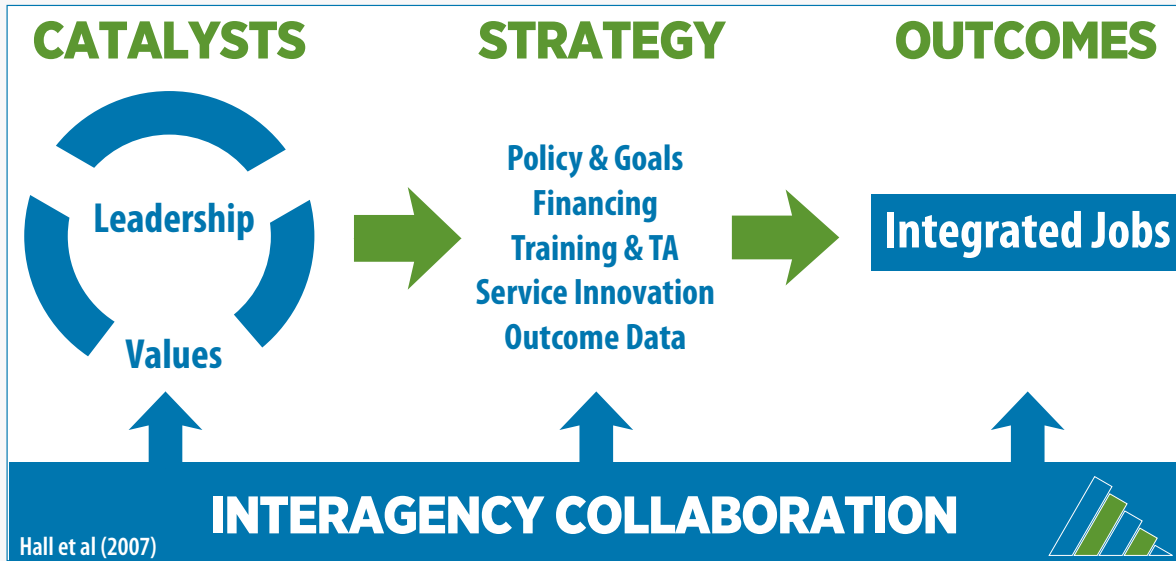 CATALYSTS
Leadership
Values
STRATEGY
Policy & Goals
Financing
Training & TA
Service Innovation
Outcome Data
OUTCOMES
Integrated Jobs
INTERAGENCY COLLABORATION
Hall et al (2007)